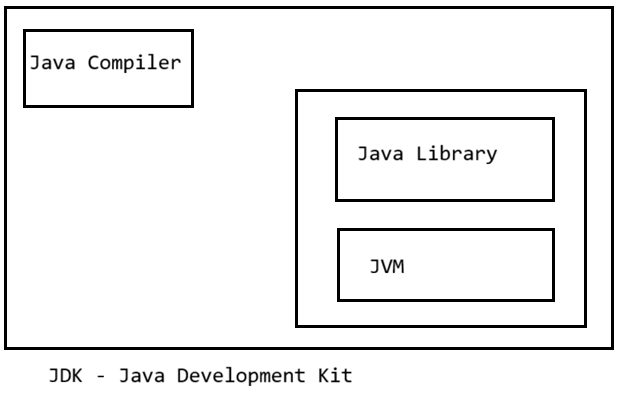 Java Compiler
Java Library
JVM
JDK - Java Development Kit